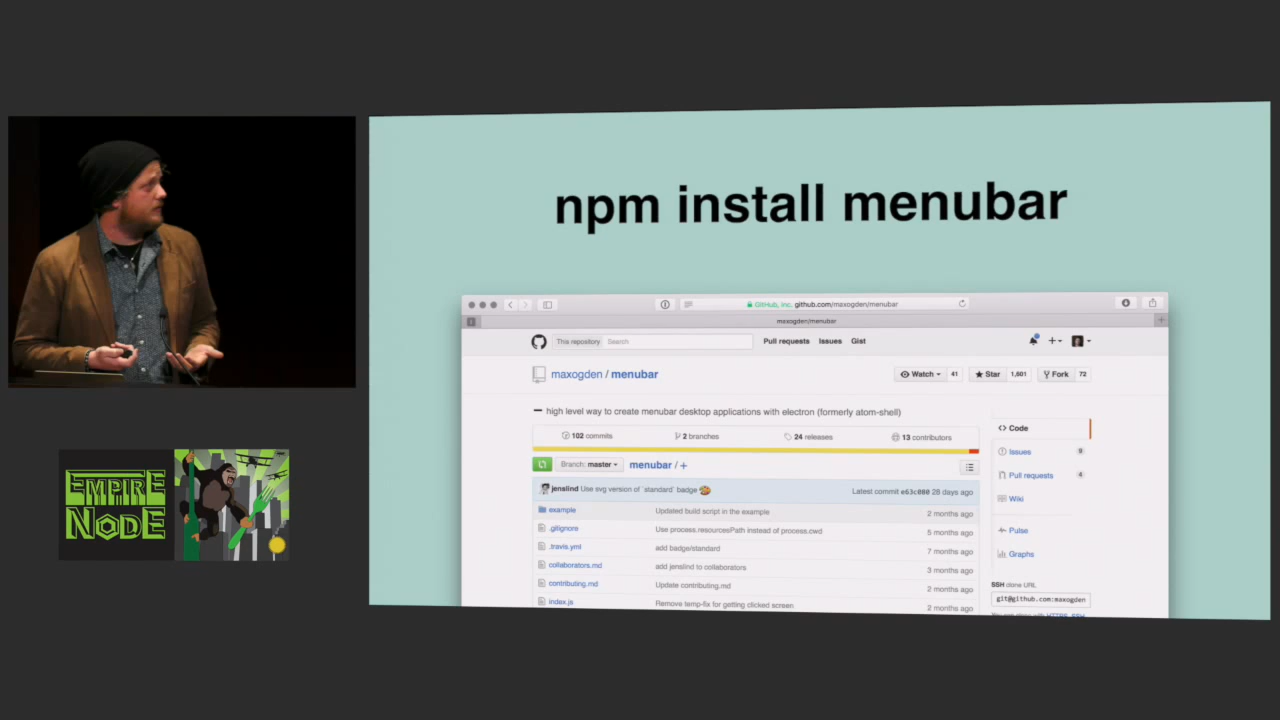 npm install menubar
GitHub, Inc. github.com/maxogden/menubar
maxogden/menubar
This repository Search Pull requests Issues Gist
maxogden / menubar
Watch 41 Star 1,601 Fork 72
high level way to create menubar desktop applications with electron (formerly atom-shell)
102 commits 2 branches 24 releases 13 contributors
Branch: master menubar / +
jenslind Use svg version of `standard` badge Latest commit e63c080 28 days ago
example Updated build script in the example 2 months ago
.gitignore Use process.resourcesPath instead of process.cwd 5 months ago
.travis.yml add badge/standard 7 months ago
collaborators.md add jenslind to collaborators 3 months ago
contributing.md Update contributing.md 2 months ago
index.js Remove temp-fix for getting clicked screen 2 months ago
Code
Issues 9
Pull requests 4
Wiki
Pulse
Graphs
SSH clone URL
git@github.com:maxogden
EMPIRE
NODE